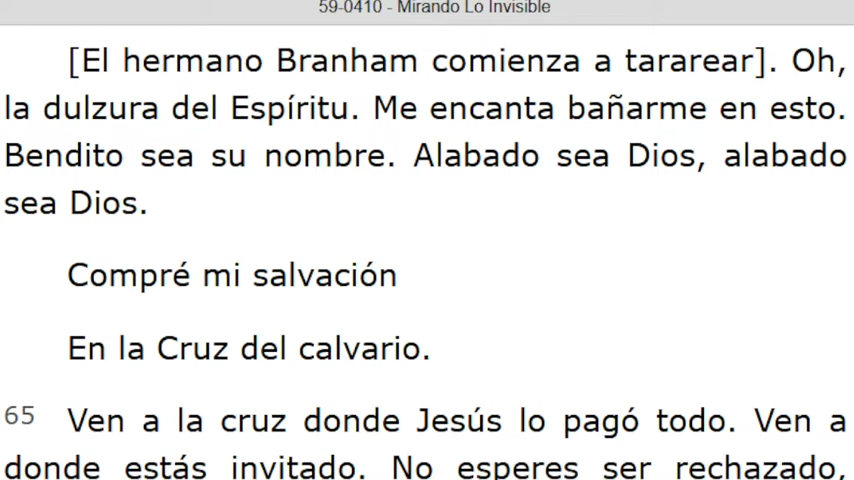 59-0410 - Mirando Lo Invisible
[El hermano Branham comienza a tararear]. Oh,
la dulzura del Espíritu. Me encanta bañarme en esto.
Bendito sea su nombre. Alabado sea Dios, alabado
sea Dios.
Compré mi salvación
En la Cruz del calvario.
65 Ven a la cruz donde Jesús lo pagó todo. Ven a
donde estás invitado. No esperes ser rechazado,